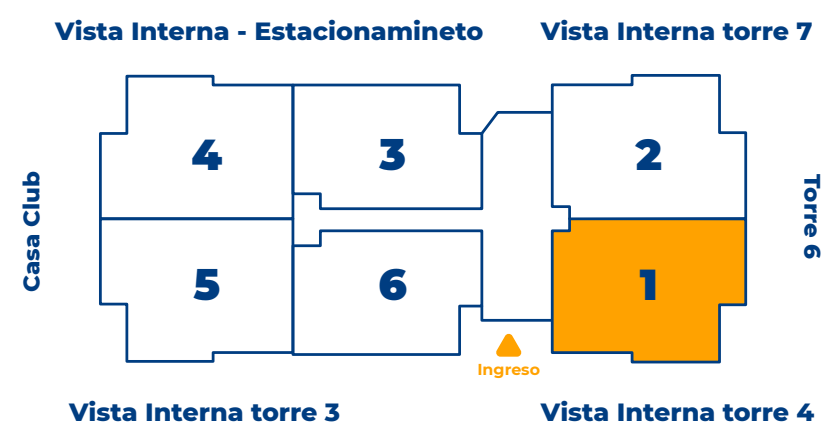 Vista Interna - Estacionamineto
Vista Interna torre 7
4
3
2
Casa Club
Torre 6
5
6
1
Ingreso
Vista Interna torre 3
Vista Interna torre 4